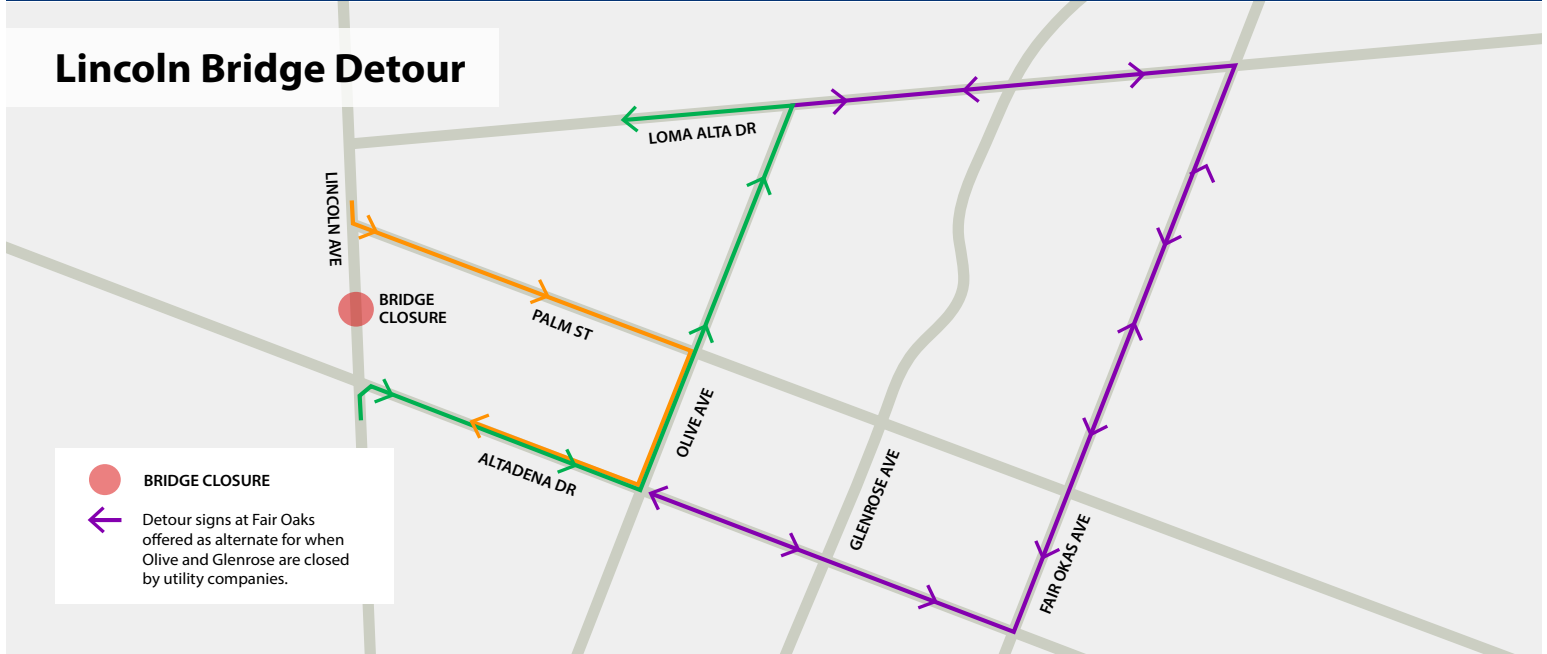 Lincoln Bridge Detour
LOMA ALTA DR
LINCOLN AVE
BRIDGE
CLOSURE
PALM ST
OLIVE AVE
ALTADENA DR
GLENROSE AVE
FAIR OKAS AVE
BRIDGE CLOSURE
Detour signs at Fair Oaks
offered as alternate for when
Olive and Glenrose are closed
by utility companies.